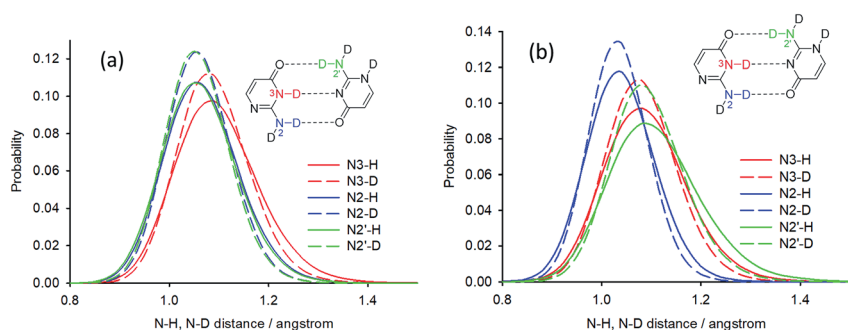 (a)
0.12
0.10
0.08
0.06
0.04
0.02
0.00
Probability
0.8
1.0
1.2
1.4
N-H, N-D distance / angstrom
D
O
D
N
2'
D
3
N
D
N
N
N
N
2
D
O
D
N3-H
N3-D
N2-H
N2-D
N2'-H
N2'-D
(b)
0.14
0.12
0.10
0.08
0.06
0.04
0.02
0.00
Probability
0.8
1.0
1.2
1.4
N-H, N-D distance / angstrom
D
O
D
N
2'
D
3
N
D
N
N
N
N
2
D
O
D
N3-H
N3-D
N2-H
N2-D
N2'-H
N2'-D